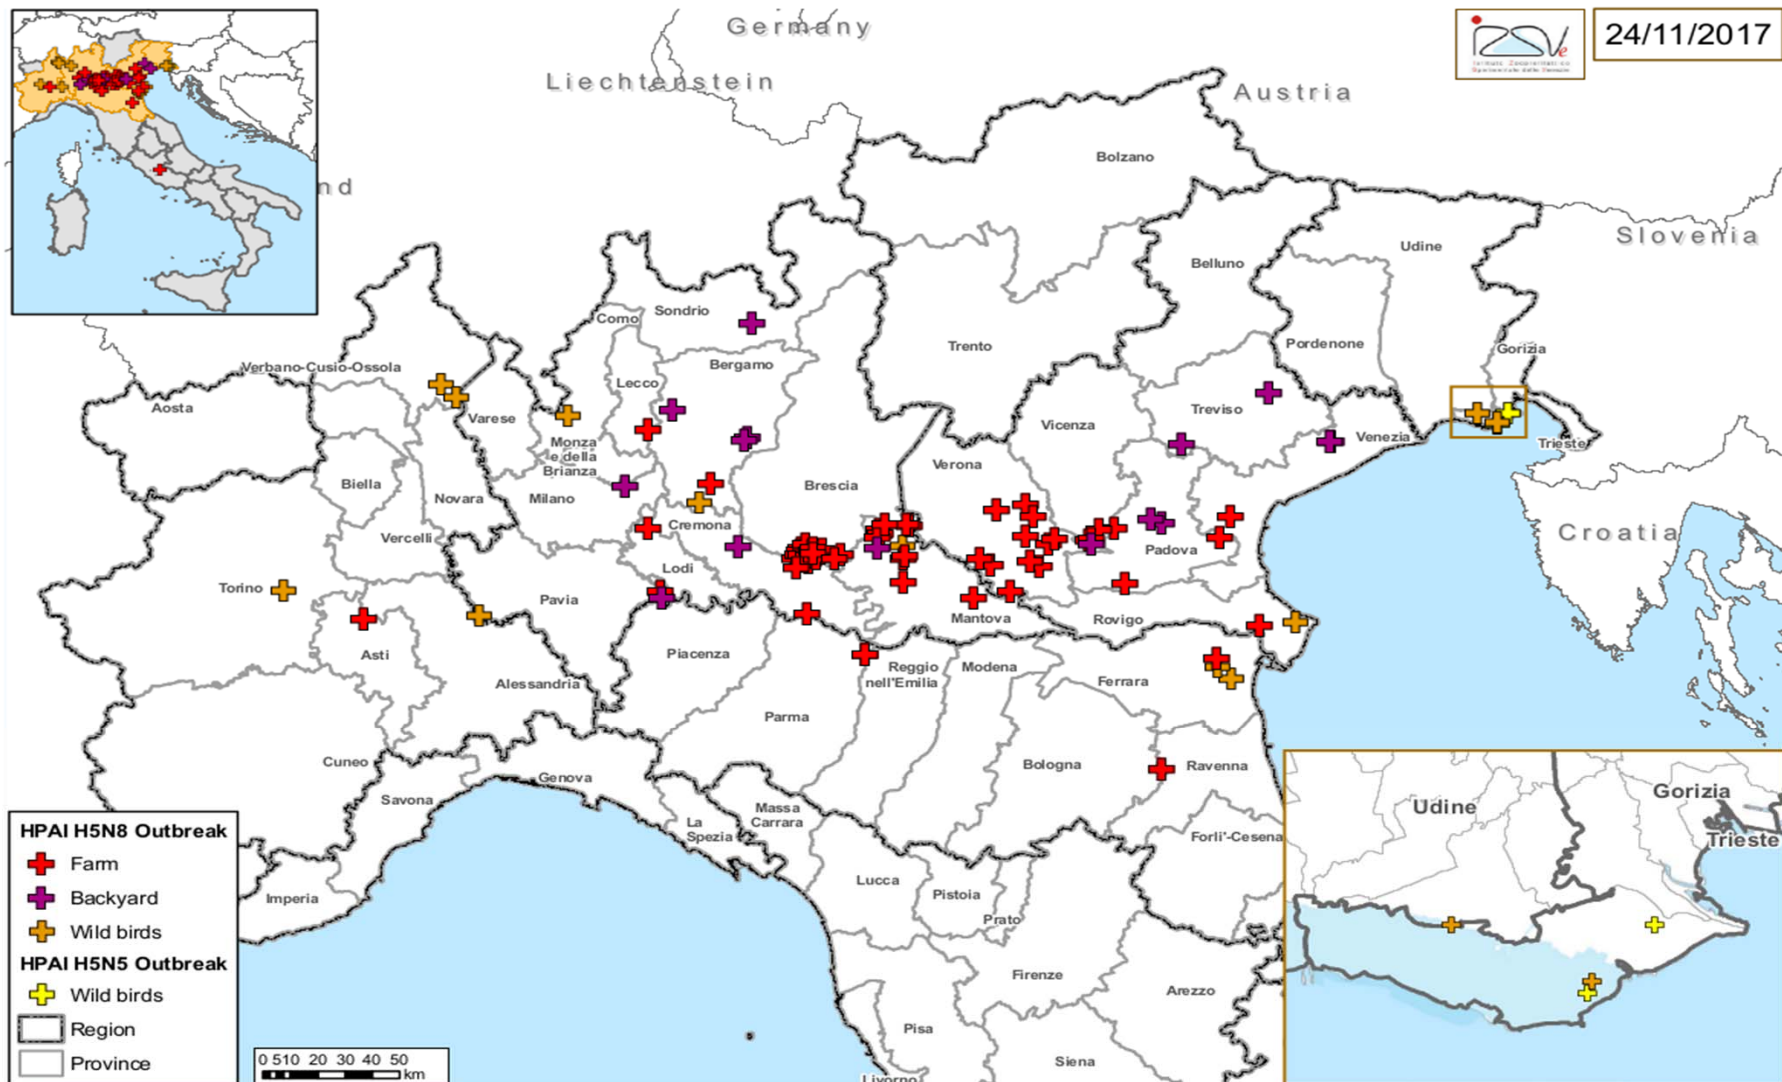 Germany
Liechtenstein
Austria
24/11/2017
nd
Slovenia
Croatia
Bolzano
Udine
Belluno
Sondrio
Como
Trento
Pordenone
Gorizia
Verbano-Cusio-Ossola
Bergamo
Lecco
Aosta
Varese
Treviso
Vicenza
Venezia
Trieste
Monza
e della
Brianza
Verona
Biella
Novara
Milano
Brescia
Cremona
Vercelli
Padova
Lodi
Torino
Pavia
Mantova
Rovigo
Asti
Piacenza
Reggio
nell'Emilia
Modena
Ferrara
Alessandria
Parma
Cuneo
Genova
Bologna
Ravenna
Savona
Massa
Carrara
La
Spezia
Forli'-Cesena
Lucca
Pistoia
Imperia
Prato
Firenze
Arezzo
Pisa
Siena
Livorno
HPAI H5N8 Outbreak
Farm
Backyard
Wild birds
HPAI H5N5 Outbreak
Wild birds
Region
Province
0 510 20 30 40 50
km
Udine
Gorizia
Trieste